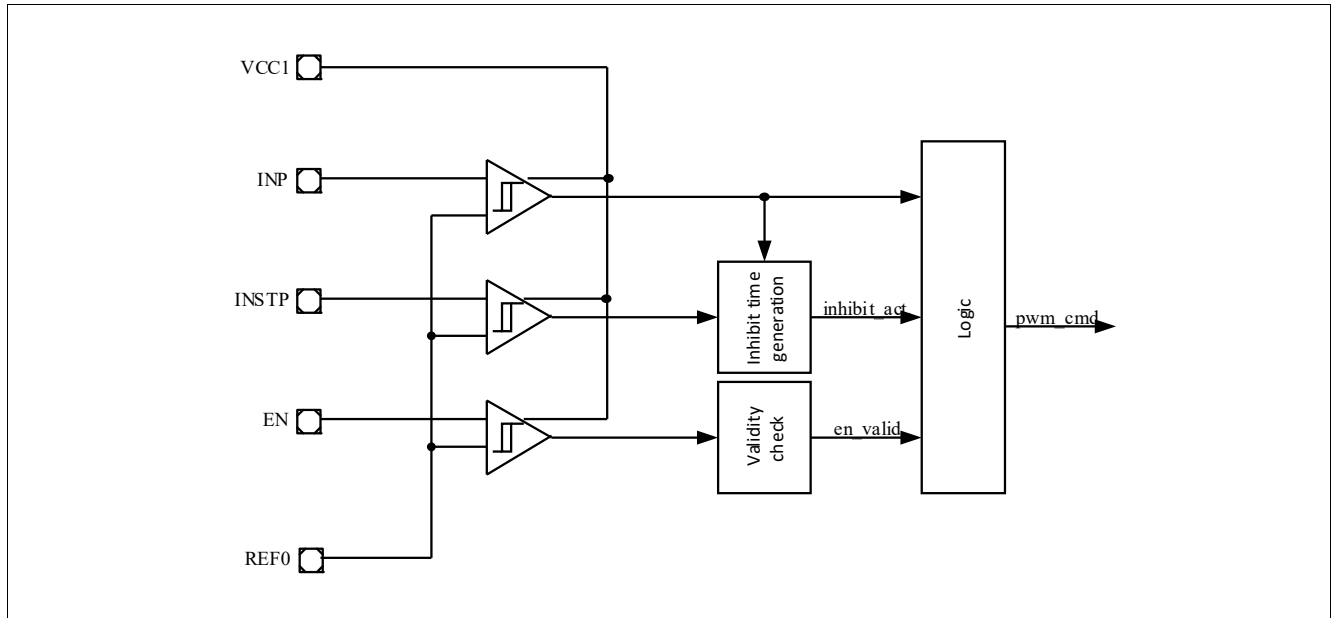 VCC1
INP
INSTP
inhibit_act
Inhibit time
generation
Logic
pwm_cmd
EN
en_valid
Validity
check
REF0